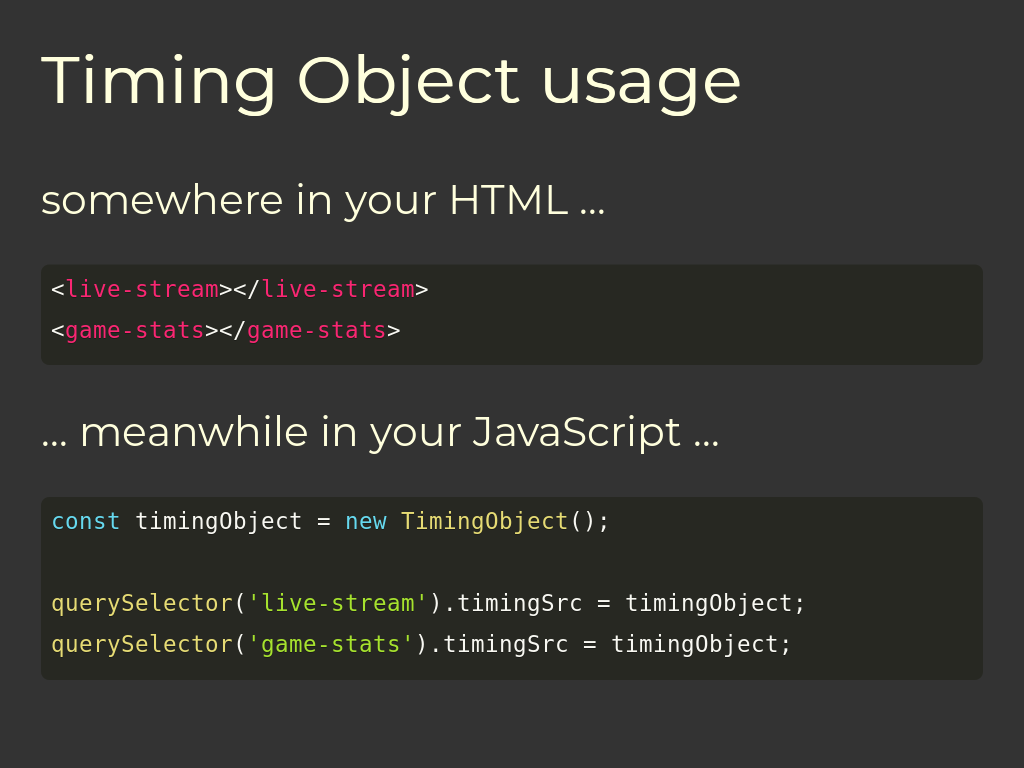 Timing Object usage
somewhere in your HTML ...
<live-stream></live-stream>
<game-stats></game-stats>
... meanwhile in your JavaScript ...
const timingObject = new TimingObject();
querySelector('live-stream').timingSrc = timingObject;
querySelector('game-stats').timingSrc = timingObject;